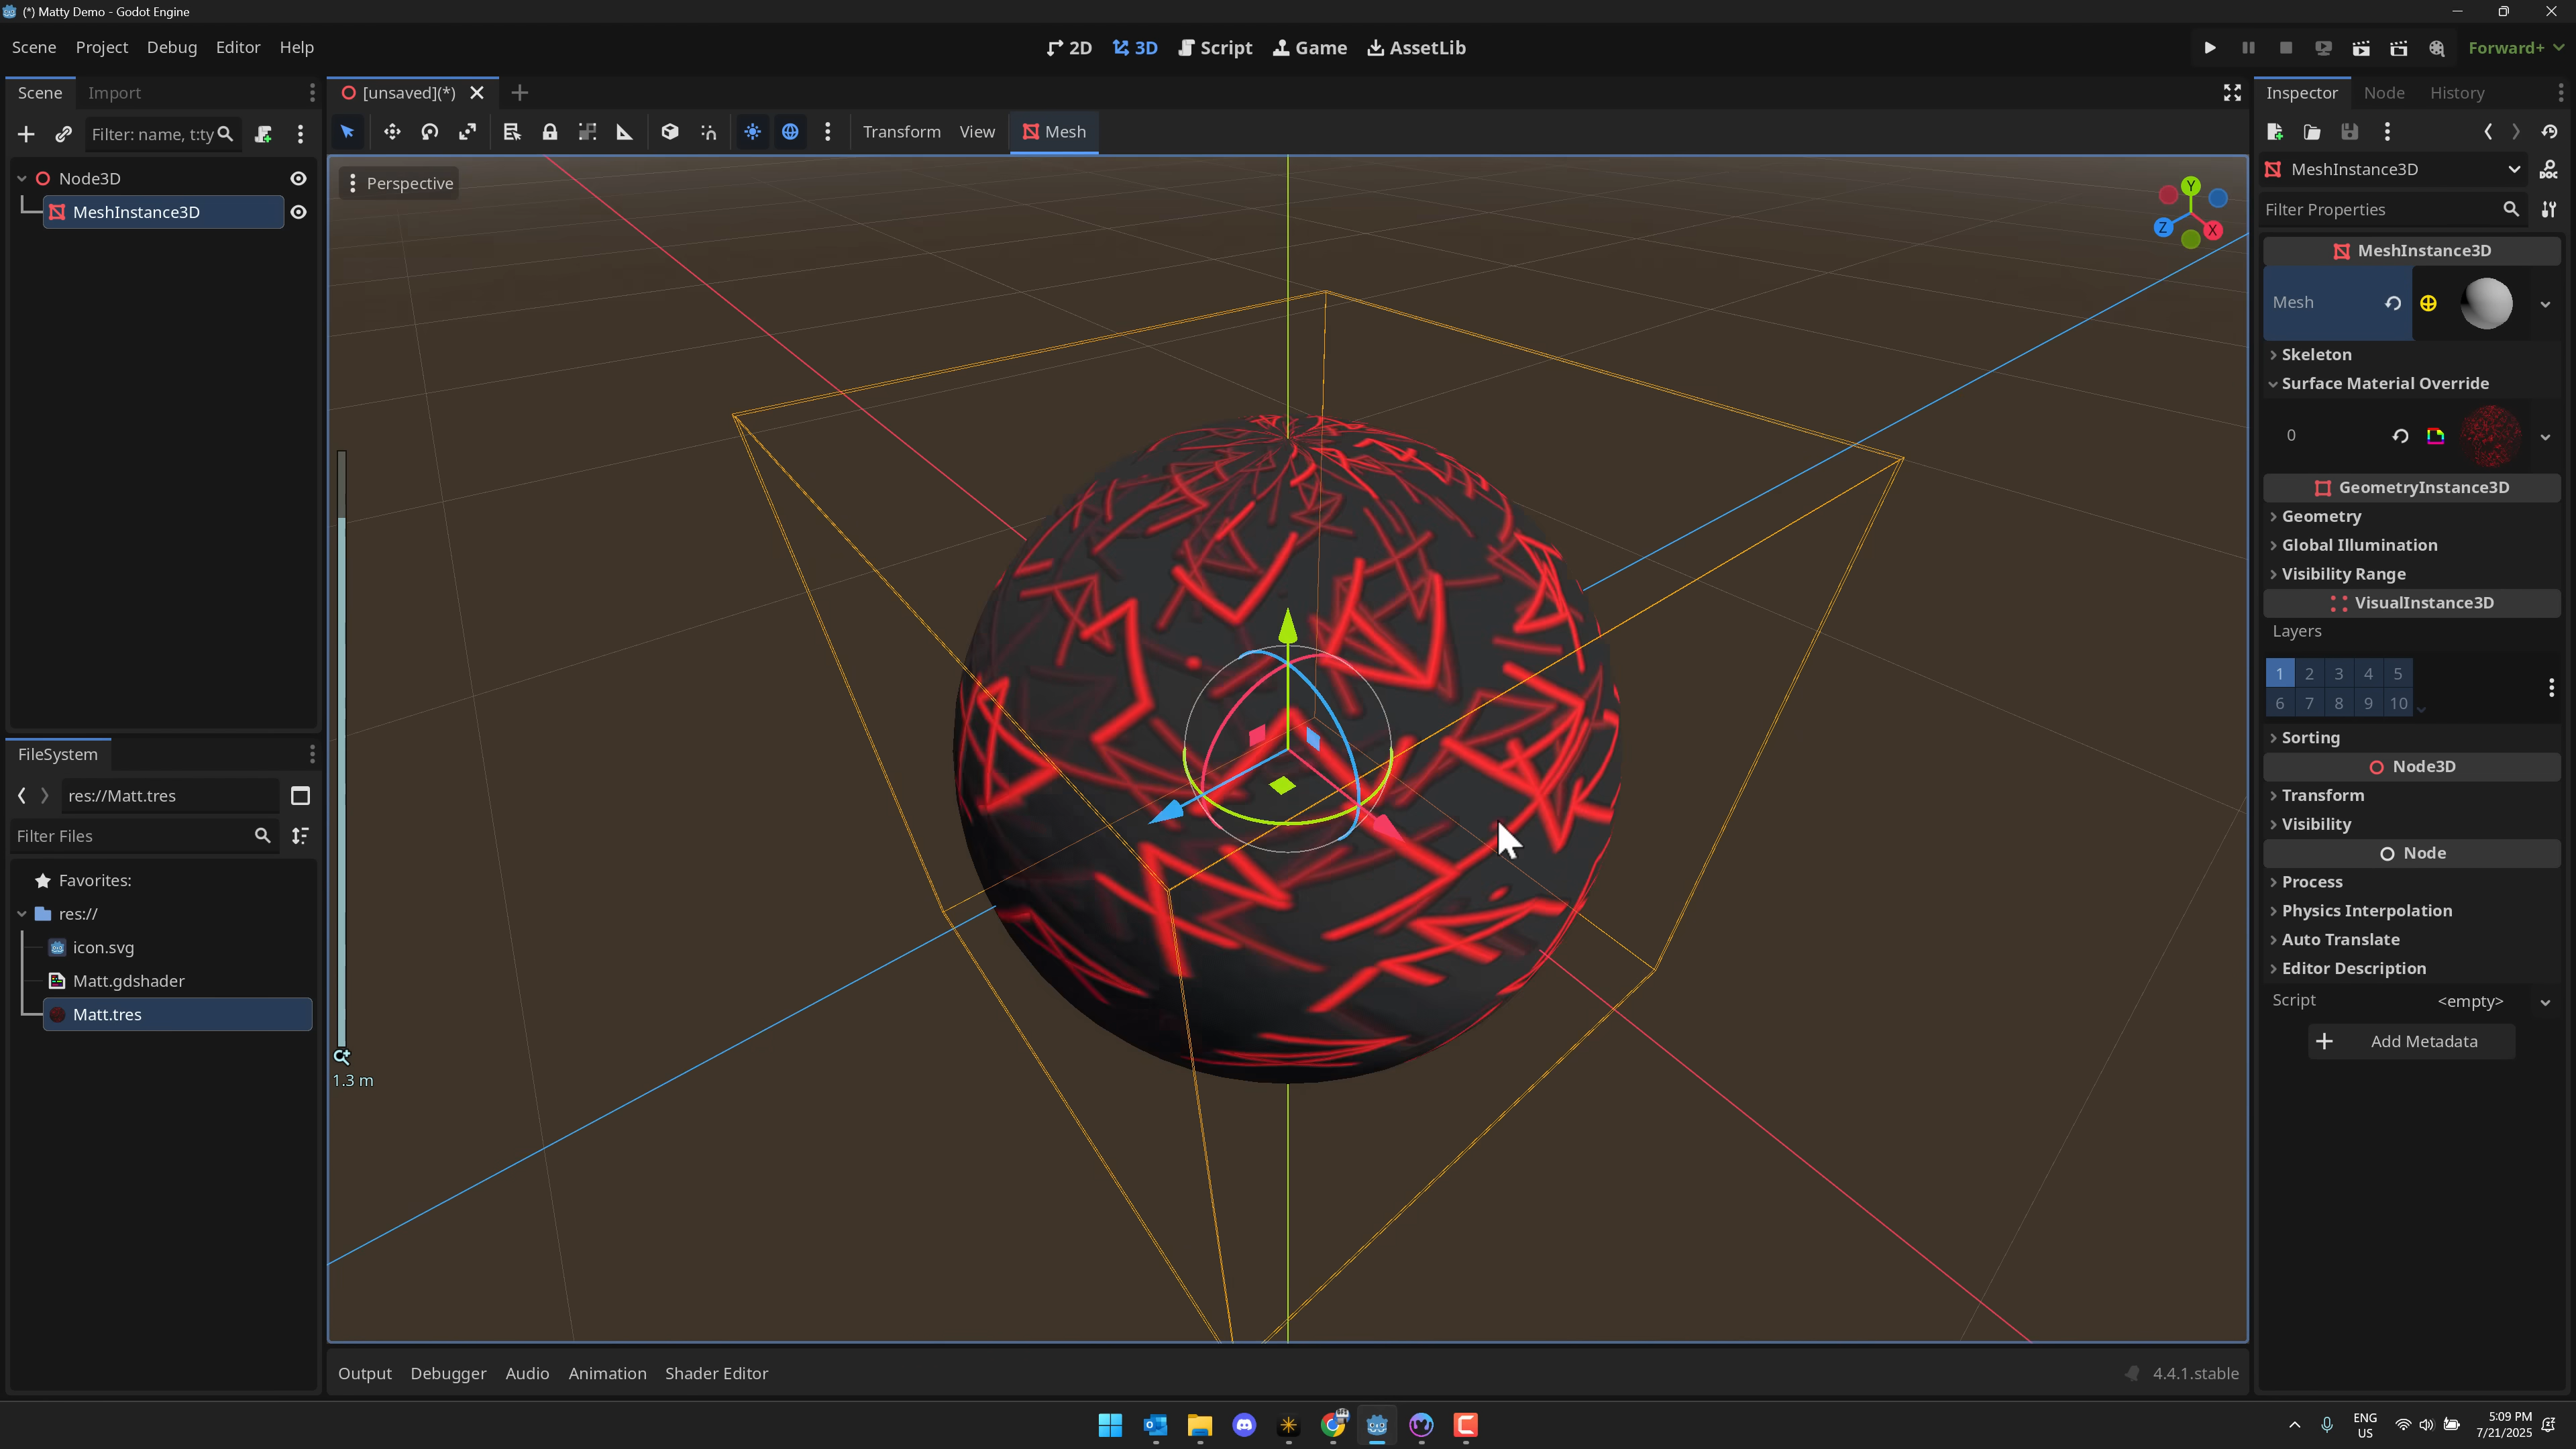 (*) Matty Demo - Godot Engine
Scene Project Debug Editor Help
2D 3D Script Game AssetLib
Forward+
Scene Import
Filter: name, t:ty
Node3D
MeshInstance3D
FileSystem
res://Matt.tres
Filter Files
Favorites:
res://
icon.svg
Matt.gdshader
Matt.tres
[unsaved](*)
Transform View Mesh
Perspective
Y
Z
X
1.3 m
Output Debugger Audio Animation Shader Editor
4.4.1.stable
Inspector Node History
MeshInstance3D
DOC
Filter Properties
MeshInstance3D
Mesh
Skeleton
Surface Material Override
0
GeometryInstance3D
Geometry
Global Illumination
Visibility Range
VisualInstance3D
Layers
1 2 3 4 5
6 7 8 9 10
Sorting
Node3D
Transform
Visibility
Node
Process
Physics Interpolation
Auto Translate
Editor Description
Script <empty>
Add Metadata
ENG
US
5:09 PM
7/21/2025